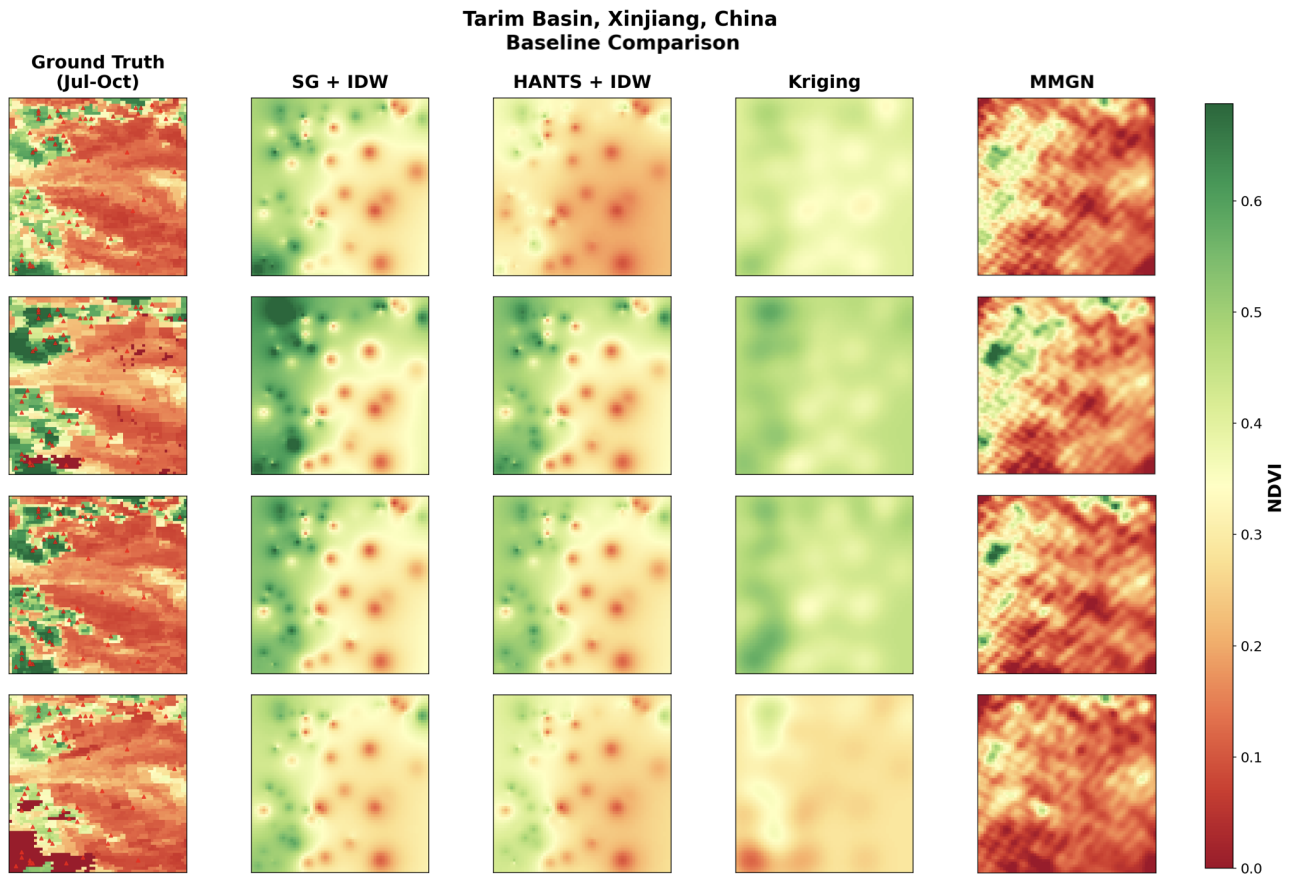 Tarim Basin, Xinjiang, China
Baseline Comparison
Ground Truth
(Jul-Oct)
SG + IDW
HANTS + IDW
Kriging
MMGN
0.6
0.5
0.4
0.3
0.2
0.1
0.0
NDVI